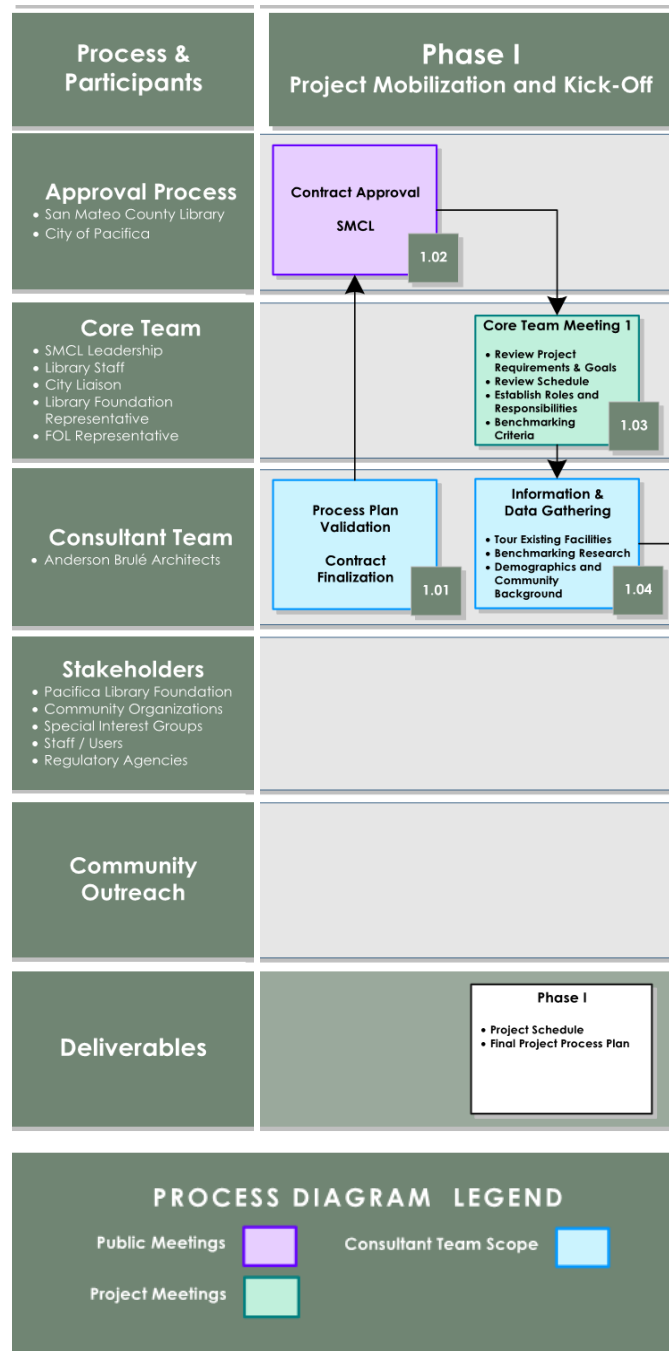 Process &
Participants
Phase I
Project Mobilization and Kick-Off
Approval Process
• San Mateo County Library
• City of Pacifica
Contract Approval
SMCL
1.02
Core Team
• SMCL Leadership
• Library Staff
• City Liaison
• Library Foundation
Representative
• FOL Representative
Core Team Meeting 1
• Review Project
Requirements & Goals
• Review Schedule
• Establish Roles and
Responsibilities
• Benchmarking
Criteria
1.03
Consultant Team
• Anderson Brulé Architects
Process Plan
Validation
Contract
Finalization
1.01
Information &
Data Gathering
• Tour Existing Facilities
• Benchmarking Research
• Demographics and
Community
Background
1.04
Stakeholders
• Pacifica Library Foundation
• Community Organizations
• Special Interest Groups
• Staff / Users
• Regulatory Agencies
Community
Outreach
Deliverables
Phase I
• Project Schedule
• Final Project Process Plan
PROCESS DIAGRAM LEGEND
Public Meetings
Consultant Team Scope
Project Meetings